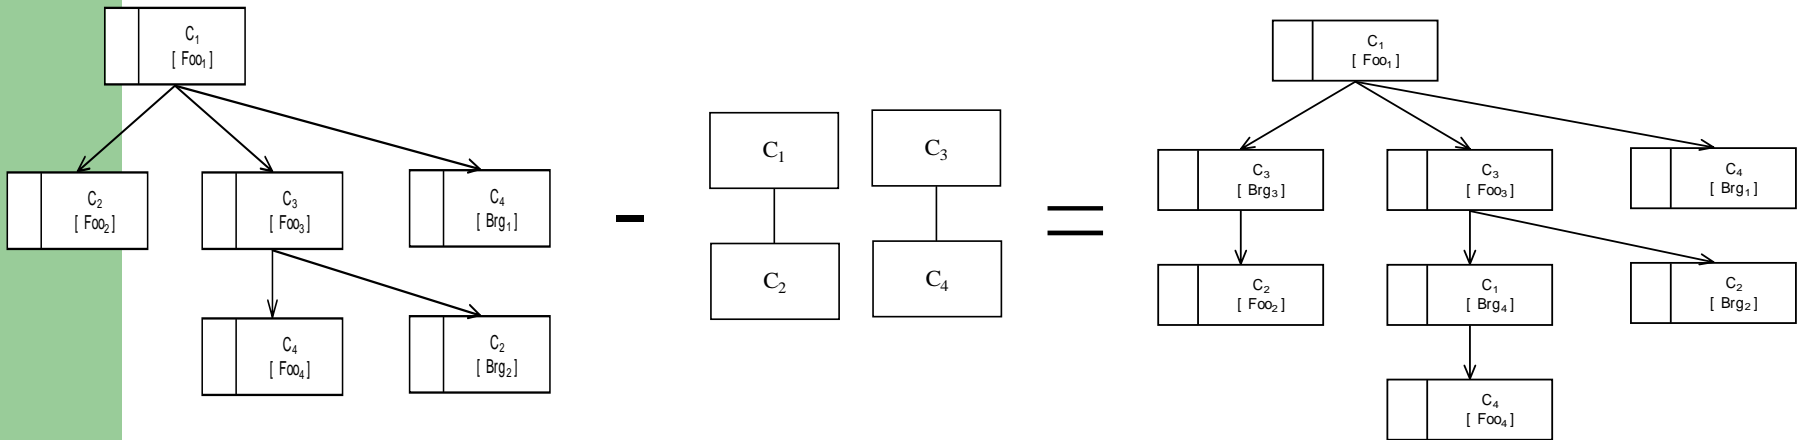 C₁
[ Foo₁]
C₂
[ Foo₂]
C₃
[ Foo₃]
C₄
[ Brg₁]
C₄
[ Foo₄]
C₂
[ Brg₂]
-
C₁
C₂
C₃
C₄
=
C₁
[ Foo₁]
C₃
[ Brg₃]
C₃
[ Foo₃]
C₄
[ Brg₁]
C₂
[ Foo₂]
C₁
[ Brg₄]
C₂
[ Brg₂]
C₄
[ Foo₄]